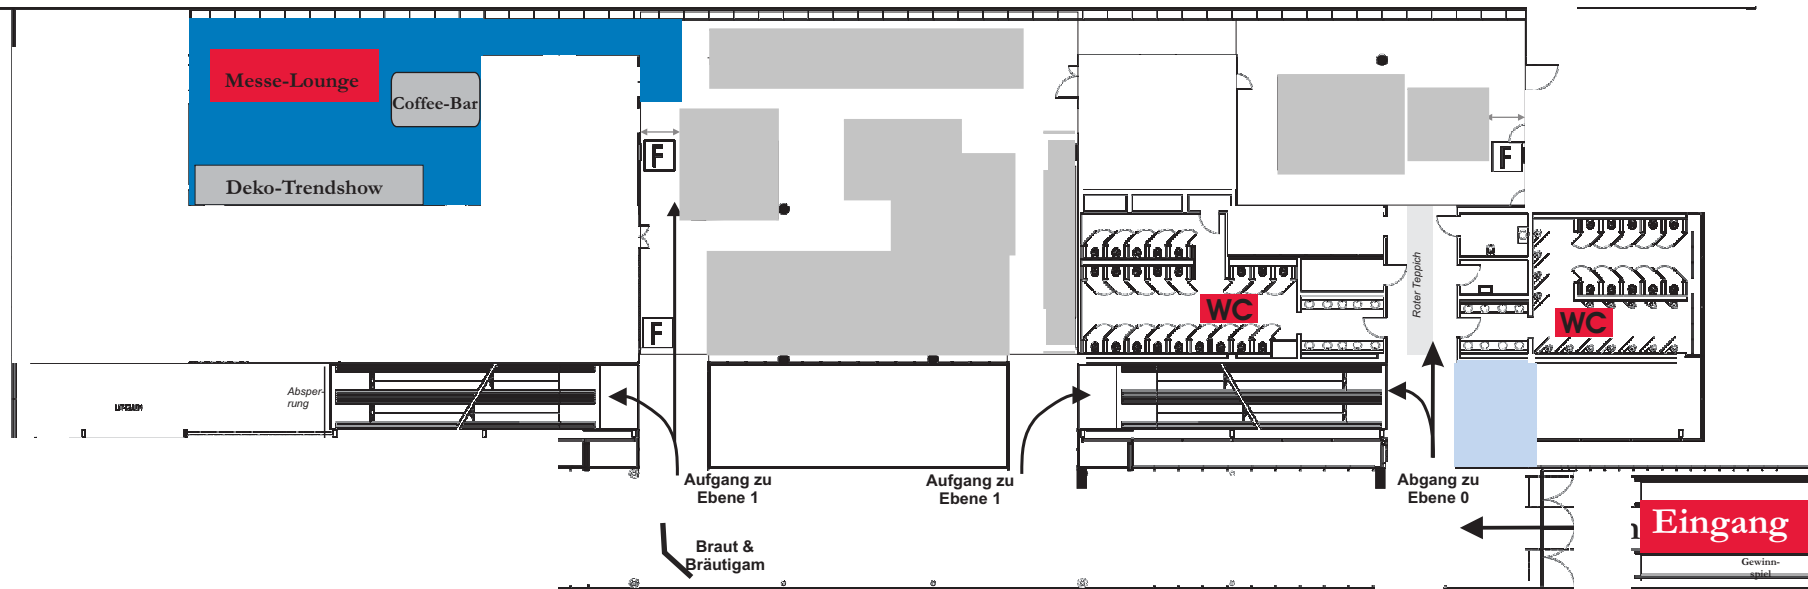 Messe-Lounge
Coffee-Bar
Deko-Trendshow
F
F
F
WC
WC
Roter Teppich
Absper-
rung
Aufgang zu
Ebene 1
Aufgang zu
Ebene 1
Abgang zu
Ebene 0
Braut &
Bräutigam
Eingang
Gewinn-
spiel